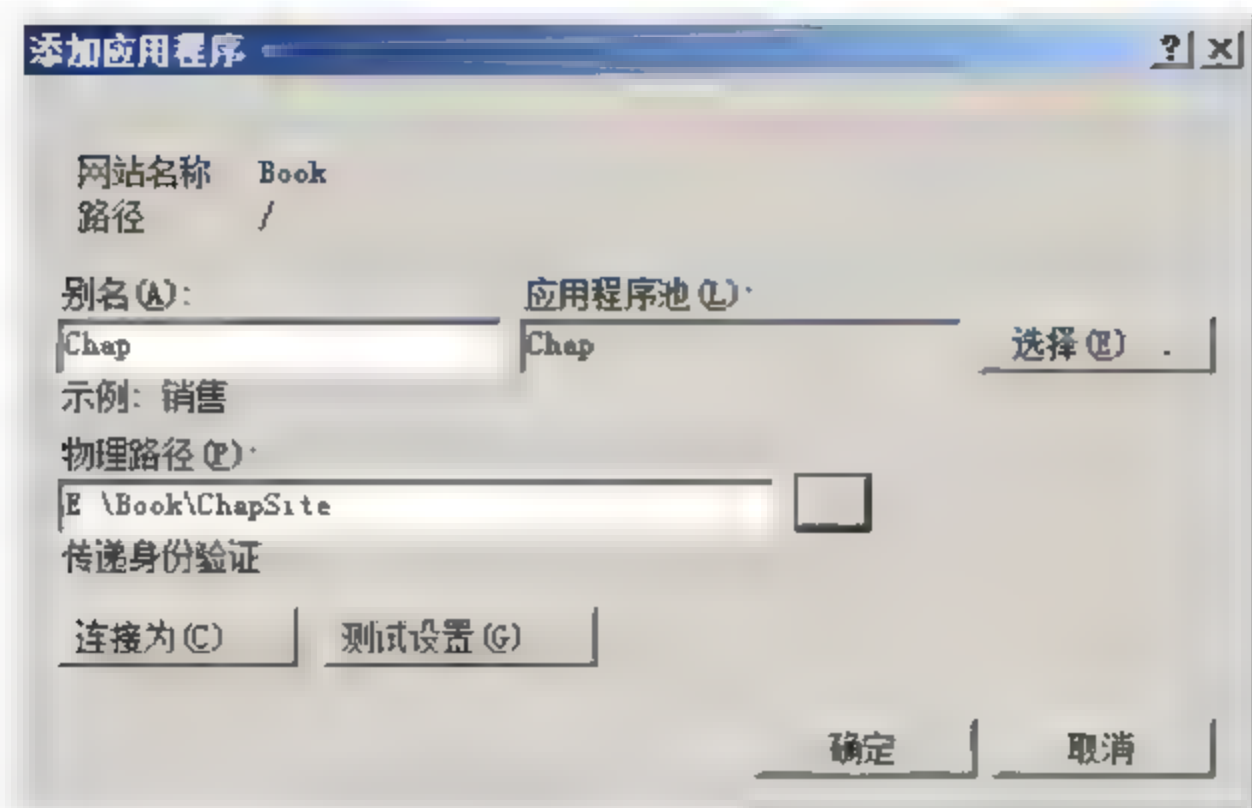 添加应用程序
网站名称 Book
路径 /
别名(A):
应用程序池(L):
Chap
Chap
选择(E) .
示例: 销售
物理路径(P):
E \Book\ChapSite
传递身份验证
连接为(C)
测试设置(G)
确定
取消